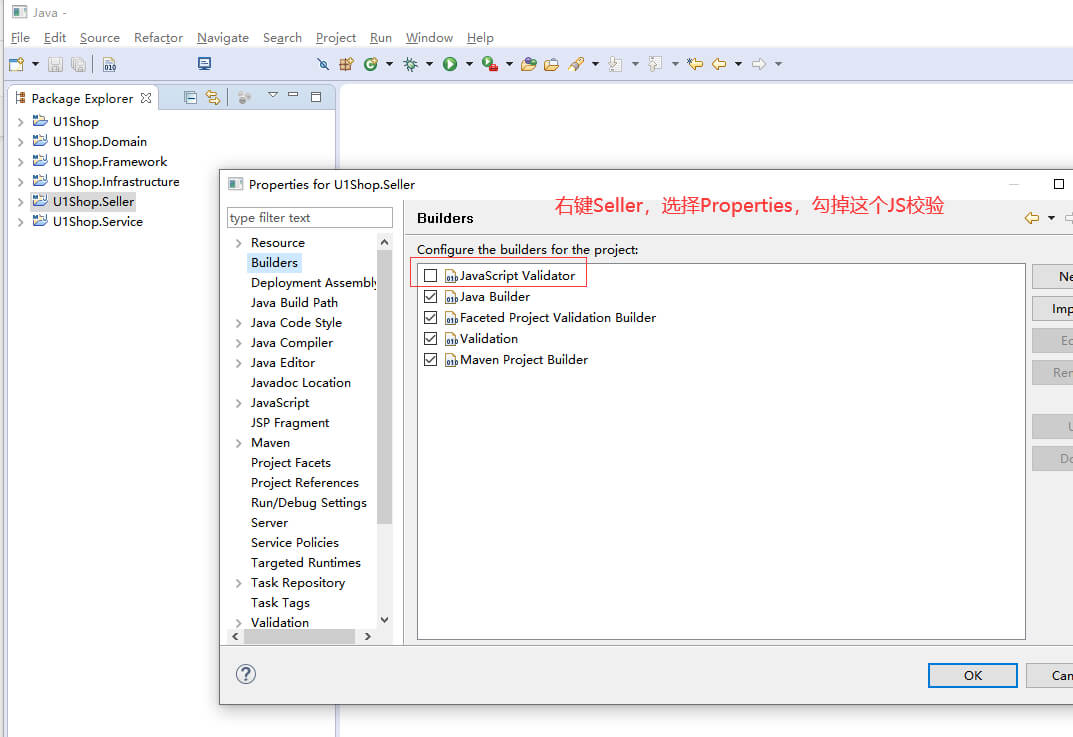 Java -
File Edit Source Refactor Navigate Search Project Run Window Help
Package Explorer
U1Shop
U1Shop.Domain
U1Shop.Framework
U1Shop.Infrastructure
U1Shop.Seller
U1Shop.Service
Properties for U1Shop.Seller
右键Seller，选择Properties，勾掉这个JS校验
type filter text
Resource
Builders
Deployment Assembly
Java Build Path
Java Code Style
Java Compiler
Java Editor
Javadoc Location
JavaScript
JSP Fragment
Maven
Project Facets
Project References
Run/Debug Settings
Server
Service Policies
Targeted Runtimes
Task Repository
Task Tags
Validation
Builders
Configure the builders for the project:
JavaScript Validator
Java Builder
Faceted Project Validation Builder
Validation
Maven Project Builder
Ne
Imp
Ed
Rem
U
Do
OK
Can